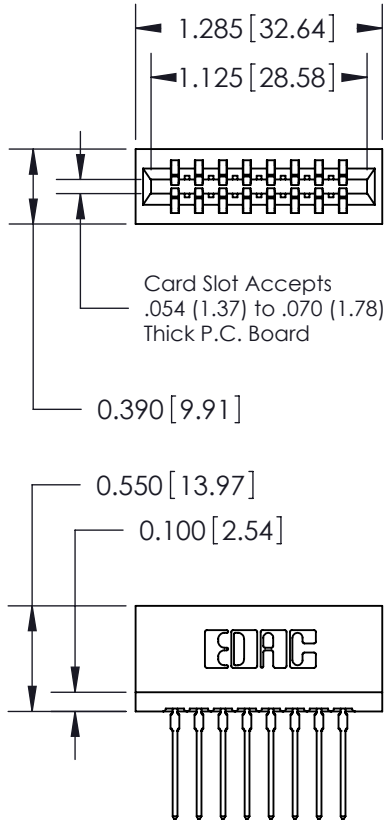 1.285 [32.64]
1.125 [28.58]
Card Slot Accepts
.054 (1.37) to .070 (1.78)
Thick P.C. Board
0.390 [9.91]
0.550 [13.97]
0.100 [2.54]
EDAC